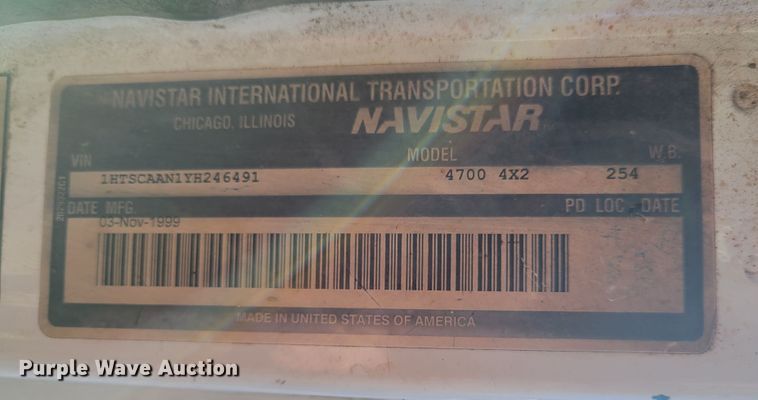 NAVISTAR INTERNATIONAL TRANSPORTATION CORP.
CHICAGO, ILLINOIS NAVISTAR
VIN MODEL W.B.
1HTSCAAN1YH246491 4700 4X2 254
DATE MFG. PD LOC - DATE
03-Nov-1999
MADE IN UNITED STATES OF AMERICA
Purple Wave Auction